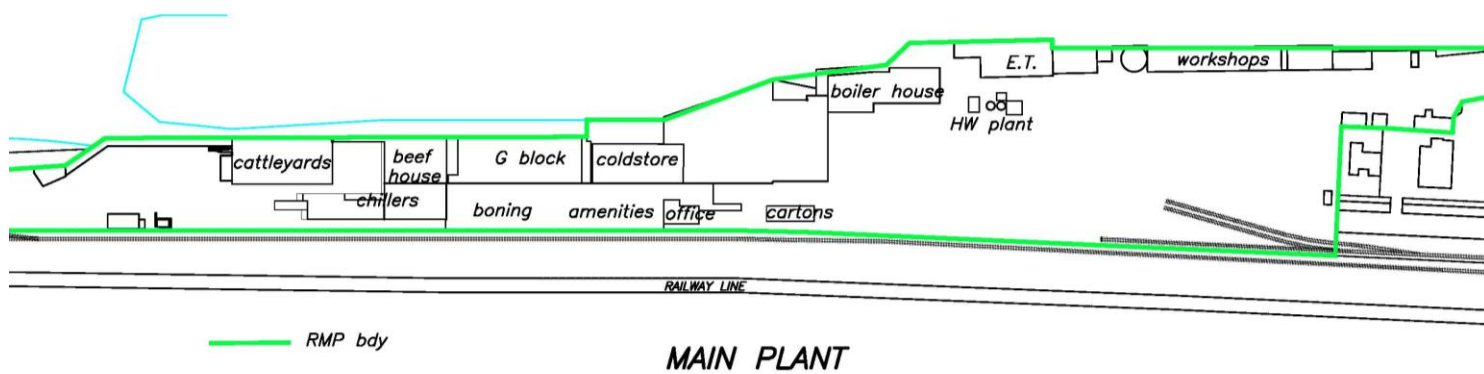 E.T.
workshops
boiler house
HW plant
cattleyards
beef
house
G block
coldstore
chillers
boning
amenities
office
cartons
RAILWAY LINE
RMP bdy
MAIN PLANT